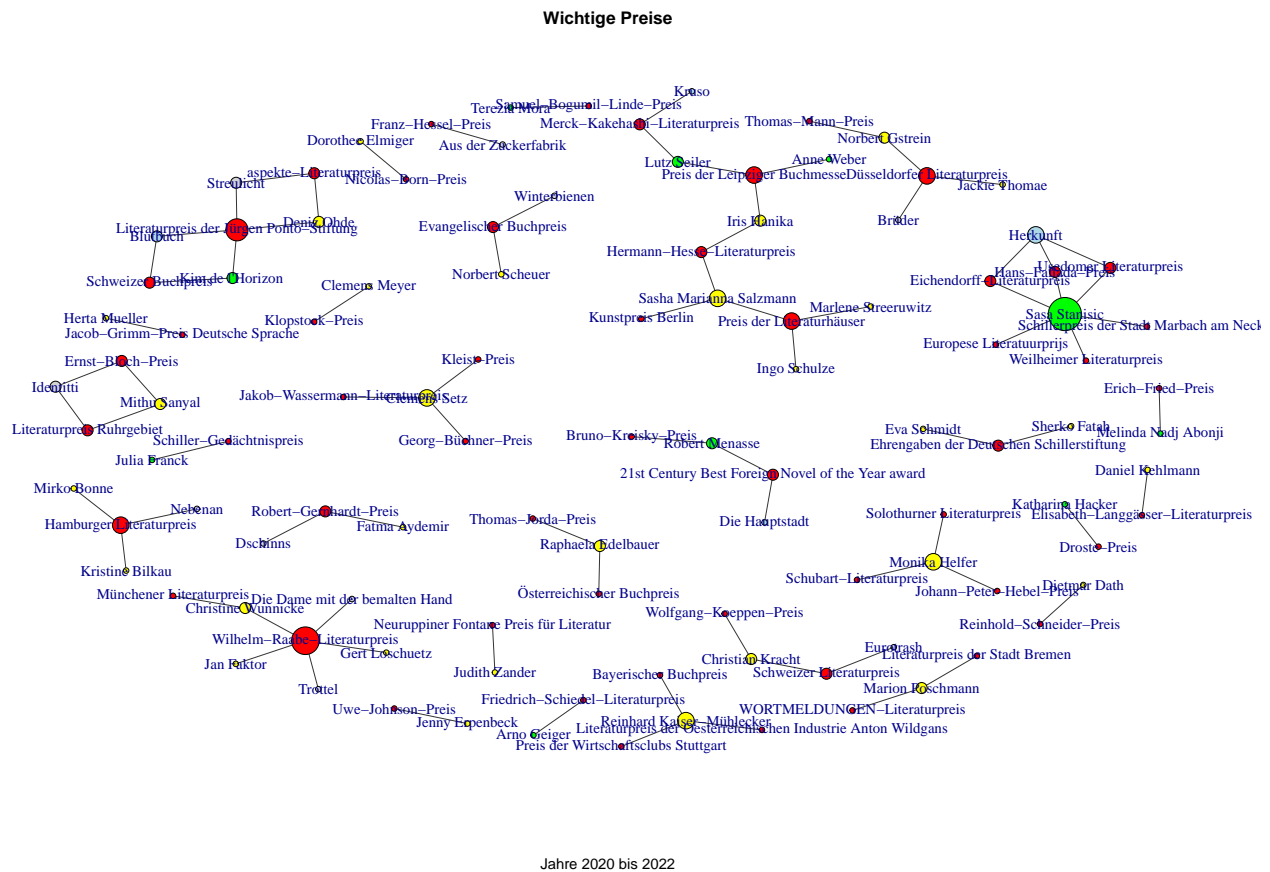 Wichtige Preise
Kruso
Terezia Mora
Samuel−Bogumil−Linde−Preis
Franz−Hessel−Preis
Merck−Kakehashi−Literaturpreis
Thomas−Mann−Preis
Dorothee Elmiger
Aus der Zuckerfabrik
Norbert Gstrein
Lutz Seiler
Anne Weber
aspekte−Literaturpreis
Nicolas−Born−Preis
Preis der Leipziger Buchmesse
Düsseldorfer Literaturpreis
Streulicht
Jackie Thomae
Winterbienen
Deniz Ohde
Iris Hanika
Brüder
Literaturpreis der Jürgen Ponto−Stiftung
Evangelischer Buchpreis
Blutbuch
Herkunft
Hermann−Hesse−Literaturpreis
Usedomer Literaturpreis
Hans−Fallada−Preis
Schweizer Buchpreis
Kim de l'Horizon
Norbert Scheuer
Eichendorff−Literaturpreis
Clemens Meyer
Sasha Marianna Salzmann
Marlene Streeruwitz
Herta Mueller
Klopstock−Preis
Kunstpreis Berlin
Preis der Literaturhäuser
Sasa Stanisic
Schillerpreis der Stadt Marbach am Neck
Jacob−Grimm−Preis Deutsche Sprache
Europese Literatuurprijs
Ernst−Bloch−Preis
Kleist−Preis
Weilheimer Literaturpreis
Ingo Schulze
Identitti
Erich−Fried−Preis
Mithu Sanyal
Jakob−Wassermann−Literaturpreis
Clemens Setz
Literaturpreis Ruhrgebiet
Schiller−Gedächtnispreis
Georg−Büchner−Preis
Bruno−Kreisky−Preis
Robert Menasse
Eva Schmidt
Sherko Fatah
Ehrengaben der Deutschen Schillerstiftung
Melinda Nadj Abonji
Julia Franck
21st Century Best Foreign Novel of the Year award
Daniel Kehlmann
Mirko Bonne
Nebenan
Katharina Hacker
Hamburger Literaturpreis
Robert−Gernhardt−Preis
Fatma Aydemir
Thomas−Jorda−Preis
Die Hauptstadt
Solothurner Literaturpreis
Elisabeth−Langgässer−Literaturpreis
Dschinns
Raphaela Edelbauer
Droste−Preis
Kristine Bilkau
Monika Helfer
Schubart−Literaturpreis
Johann−Peter−Hebel−Preis
Dietmar Dath
Münchener Literaturpreis
Die Dame mit der bemalten Hand
Österreichischer Buchpreis
Christine Wunnicke
Wolfgang−Koeppen−Preis
Neuruppiner Fontane Preis für Literatur
Reinhold−Schneider−Preis
Wilhelm−Raabe−Literaturpreis
Gert Loschuetz
Eurotrash
Literaturpreis der Stadt Bremen
Jan Faktor
Judith Zander
Christian Kracht
Bayerischer Buchpreis
Schweizer Literaturpreis
Trottel
Marion Poschmann
Friedrich−Schiedel−Literaturpreis
Uwe−Johnson−Preis
WORTMELDUNGEN−Literaturpreis
Jenny Erpenbeck
Reinhard Kaiser−Mühlecker
Literaturpreis der Oesterreichischen Industrie Anton Wildgans
Arno Geiger
Preis der Wirtschaftsclubs Stuttgart
Jahre 2020 bis 2022